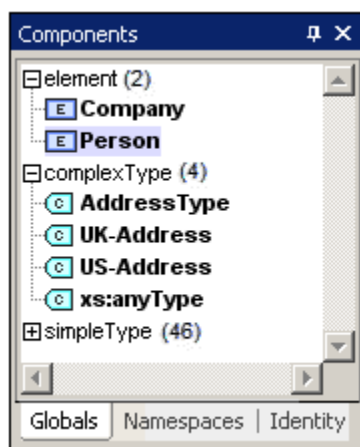 Components
element (2)
E Company
E Person
complexType (4)
C AddressType
C UK-Address
C US-Address
C xs:anyType
simpleType (46)
Globals Namespaces | Identity